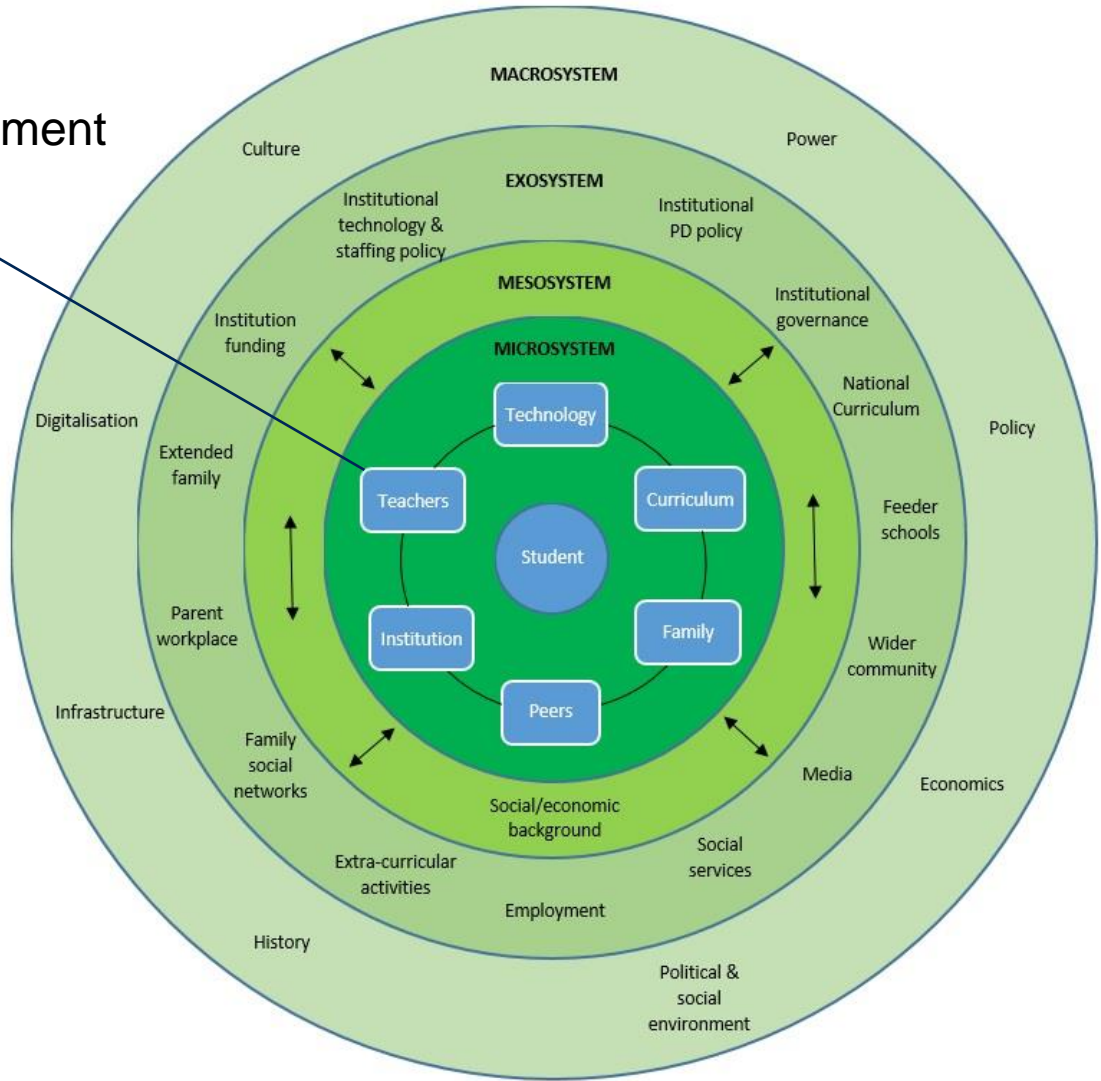 ment
MACROSYSTEM
Culture
Power
EXOSYSTEM
Institutional
technology &
staffing policy
Institutional
PD policy
MESOSYSTEM
Institution
funding
Institutional
governance
MICROSYSTEM
National
Curriculum
Technology
Digitalisation
Policy
Extended
family
Teachers
Curriculum
Feeder
schools
Student
Parent
workplace
Institution
Family
Wider
community
Peers
Infrastructure
Family
social
networks
Media
Economics
Social/economic
background
Social
services
Extra-curricular
activities
Employment
History
Political &
social
environment